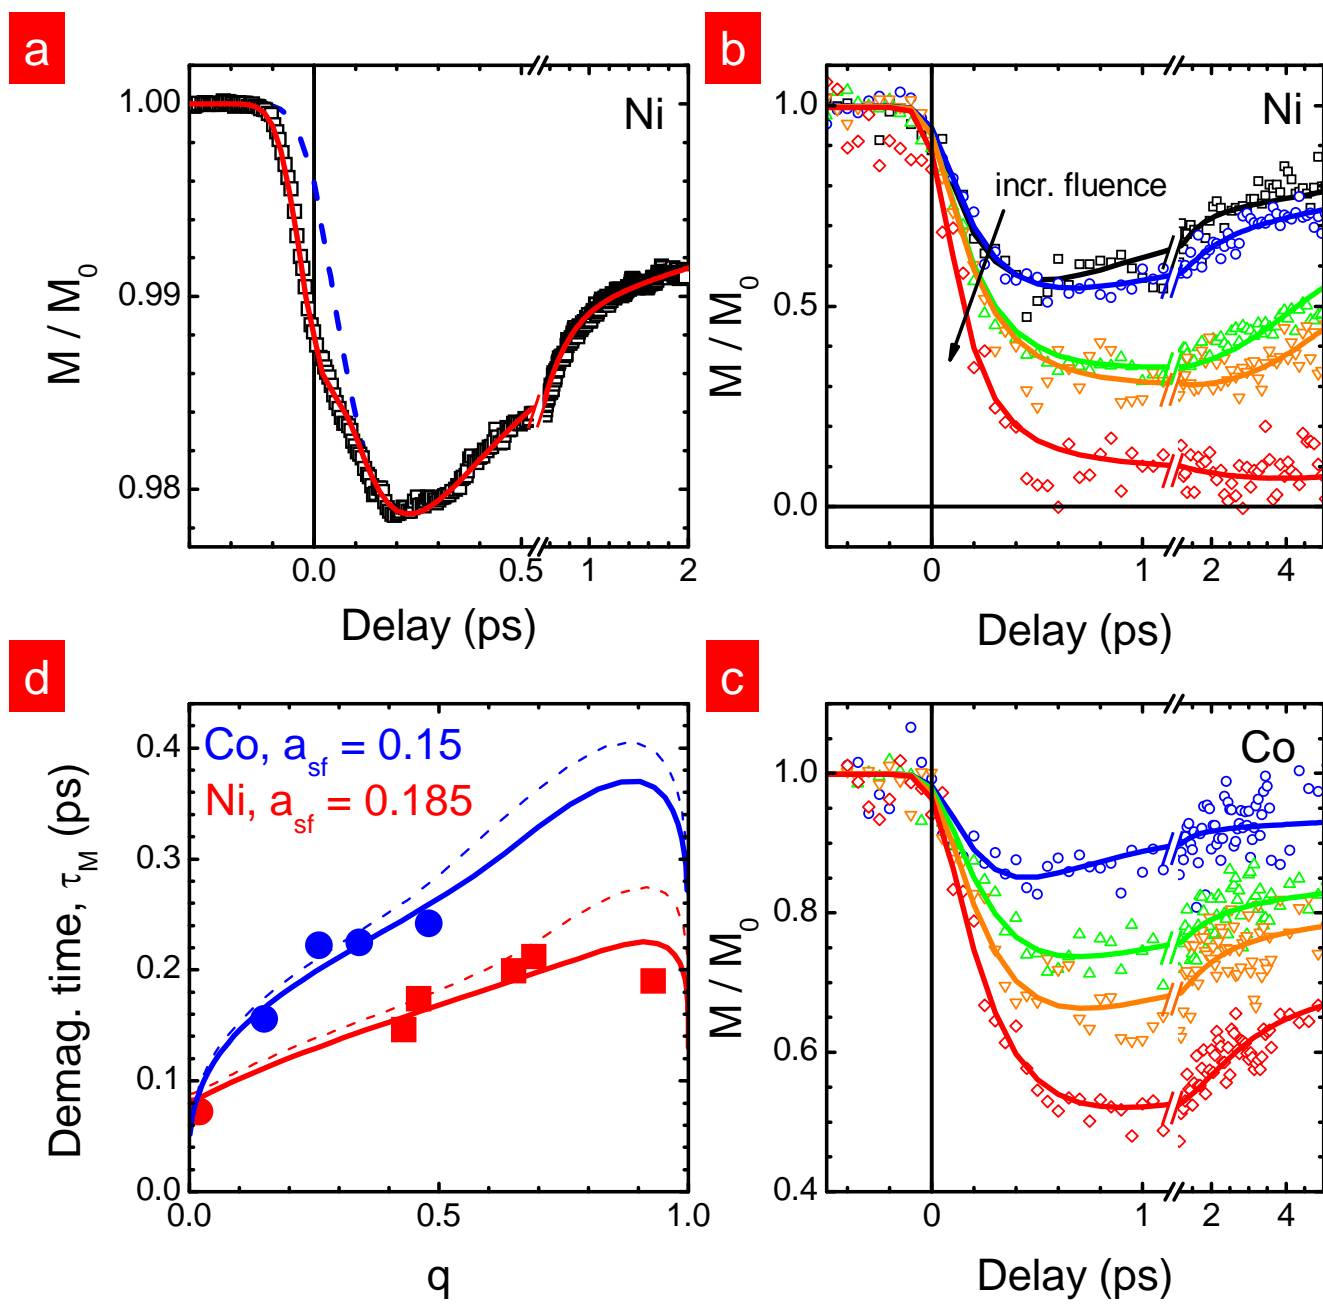 a
Ni
1.00
0.99
0.98
M / M0
0.0
0.5
1
2
Delay (ps)
b
Ni
incr. fluence
1.0
0.5
0.0
M / M0
0
1
2
4
Delay (ps)
d
Co, asf = 0.15
Ni, asf = 0.185
0.4
0.3
0.2
0.1
0.0
Demag. time, τM (ps)
0.0
0.5
1.0
q
c
Co
1.0
0.8
0.6
0.4
M / M0
0
1
2
4
Delay (ps)